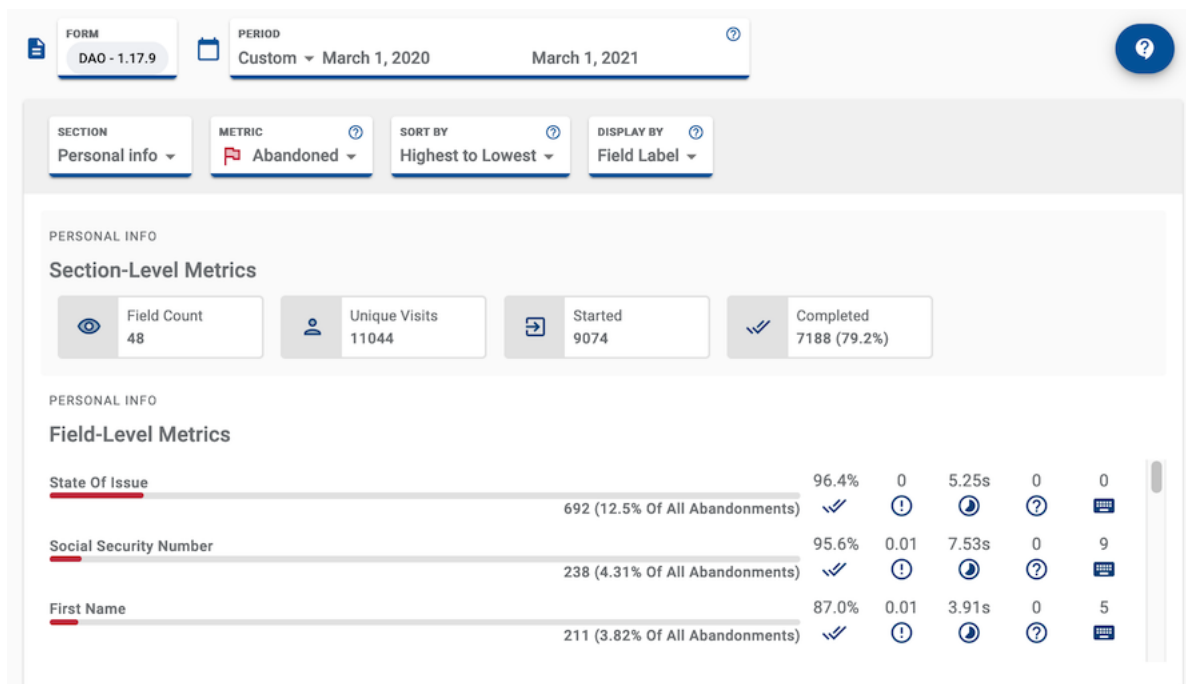 FORM
DAO - 1.17.9
PERIOD
Custom March 1, 2020 March 1, 2021
SECTION
Personal info
METRIC
Abandoned
SORT BY
Highest to Lowest
DISPLAY BY
Field Label
PERSONAL INFO
Section-Level Metrics
Field Count
48
Unique Visits
11044
Started
9074
Completed
7188 (79.2%)
PERSONAL INFO
Field-Level Metrics
State Of Issue
692 (12.5% Of All Abandonments)
96.4% 0 5.25s 0 0
Social Security Number
238 (4.31% Of All Abandonments)
95.6% 0.01 7.53s 0 9
First Name
211 (3.82% Of All Abandonments)
87.0% 0.01 3.91s 0 5